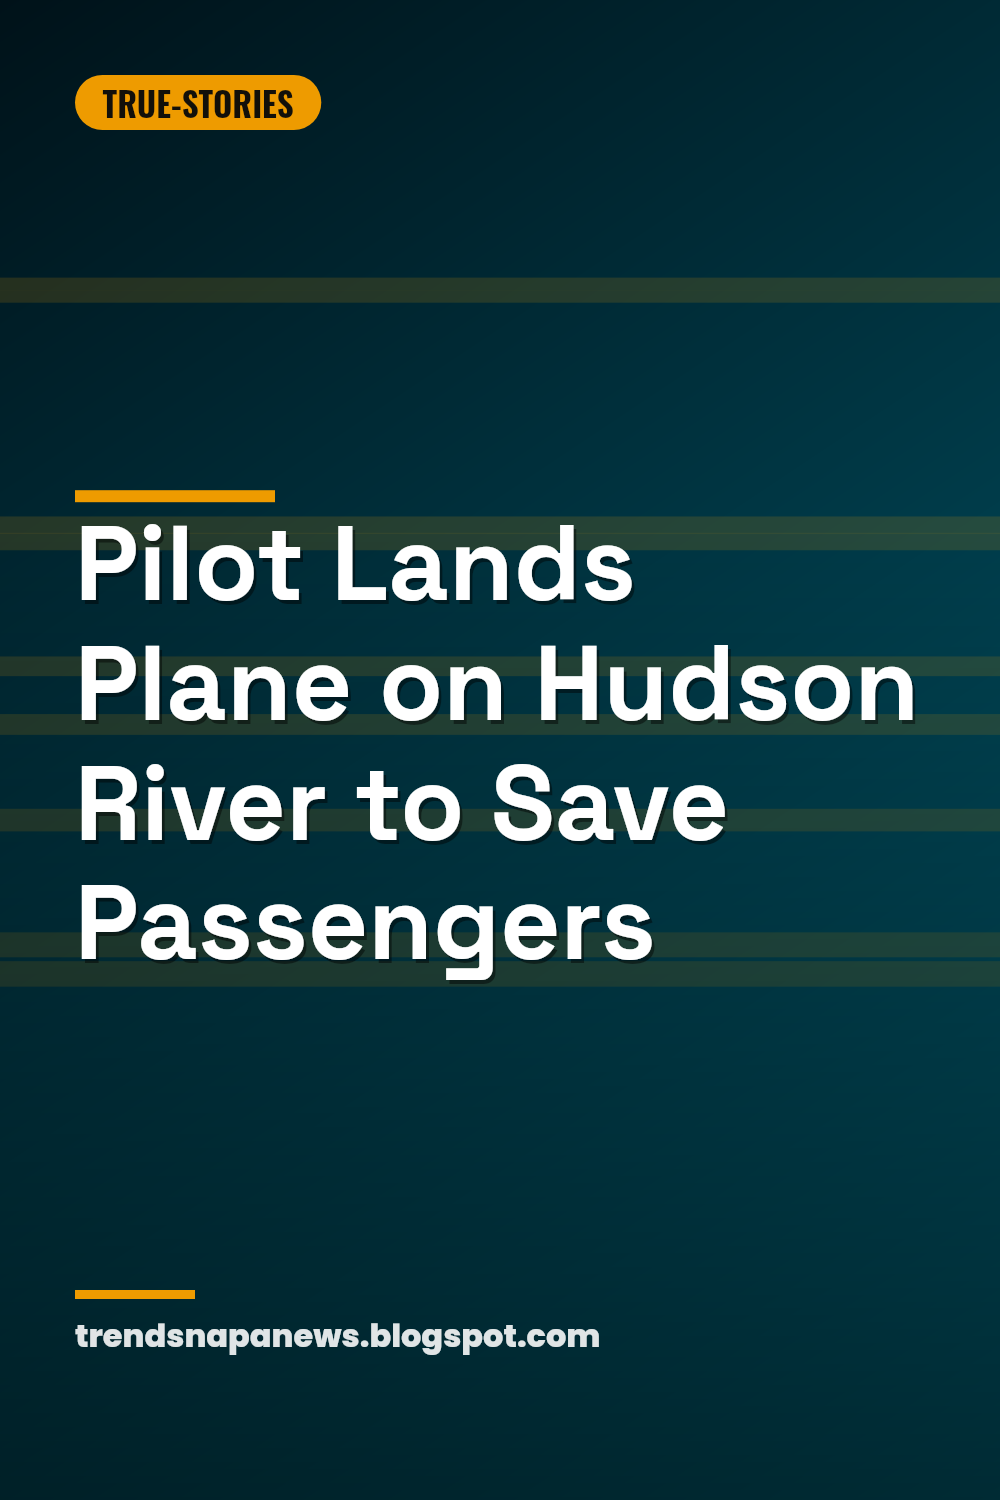 TRUE-STORIES
Pilot Lands
Plane on Hudson
River to Save
Passengers
trendsnapanews.blogspot.com